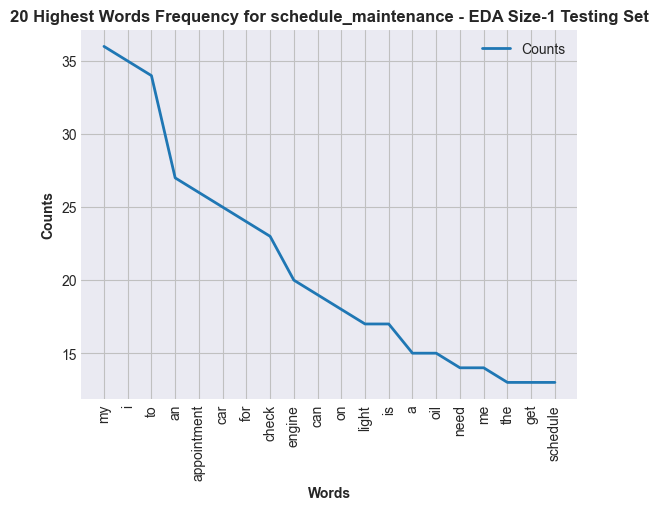 20 Highest Words Frequency for schedule_maintenance - EDA Size-1 Testing Set
Counts
35
30
25
20
15
Counts
my
i
to
an
appointment
car
for
check
engine
can
on
light
is
a
oil
need
me
the
get
schedule
Words